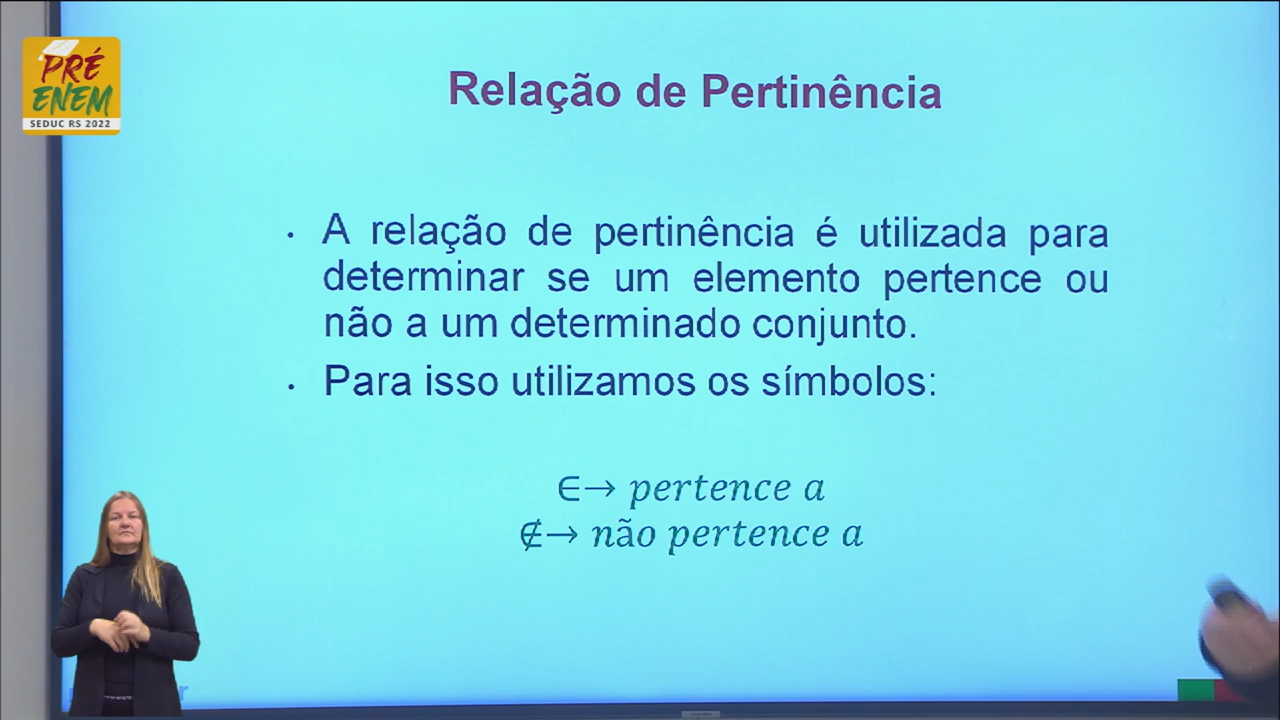 PRÉ
ENEM
SEDUC RS 2022
Relação de Pertinência
• A relação de pertinência é utilizada para
determinar se um elemento pertence ou
não a um determinado conjunto.
• Para isso utilizamos os símbolos:
∈→ pertence a
∉→ não pertence a